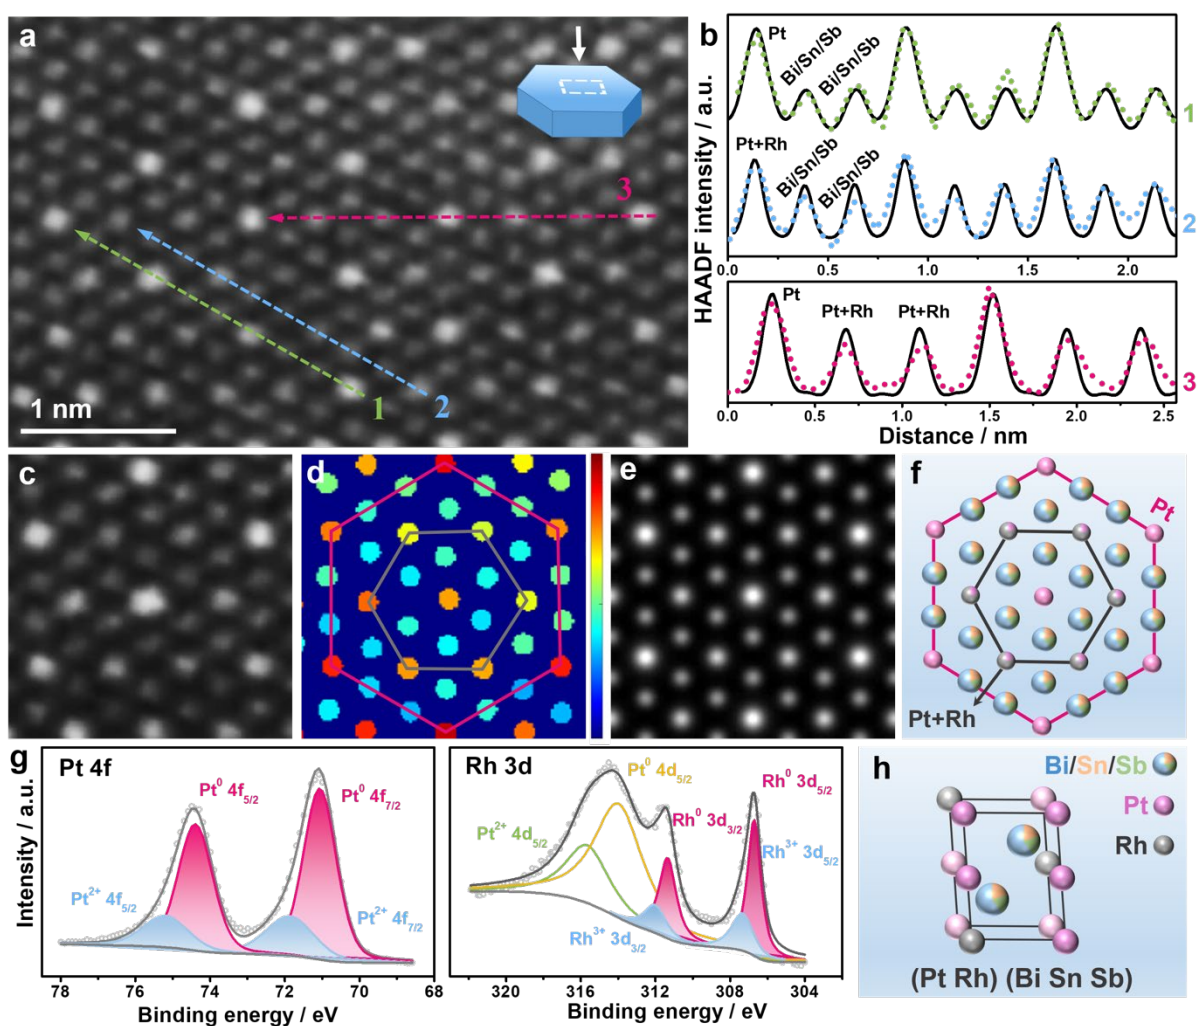 a
3
1
2
1 nm
b
HAADF intensity / a.u.
Pt
Bi/Sn/Sb
Bi/Sn/Sb
1
Pt+Rh
Bi/Sn/Sb
Bi/Sn/Sb
2
0.0 0.5 1.0 1.5 2.0
Pt
Pt+Rh
Pt+Rh
3
0.0 0.5 1.0 1.5 2.0 2.5
Distance / nm
c
d
e
f
Pt
Pt+Rh
g
Intensity / a.u.
Pt 4f
Pt⁰ 4f₅/₂
Pt⁰ 4f₇/₂
Pt²⁺ 4f₅/₂
Pt²⁺ 4f₇/₂
78 76 74 72 70 68
Binding energy / eV
Rh 3d
Pt⁰ 4d₅/₂
Rh⁰ 3d₅/₂
Pt²⁺ 4d₅/₂
Rh⁰ 3d₃/₂
Rh³⁺ 3d₅/₂
Rh³⁺ 3d₃/₂
320 316 312 308 304
Binding energy / eV
h
Bi/Sn/Sb
Pt
Rh
(Pt Rh) (Bi Sn Sb)